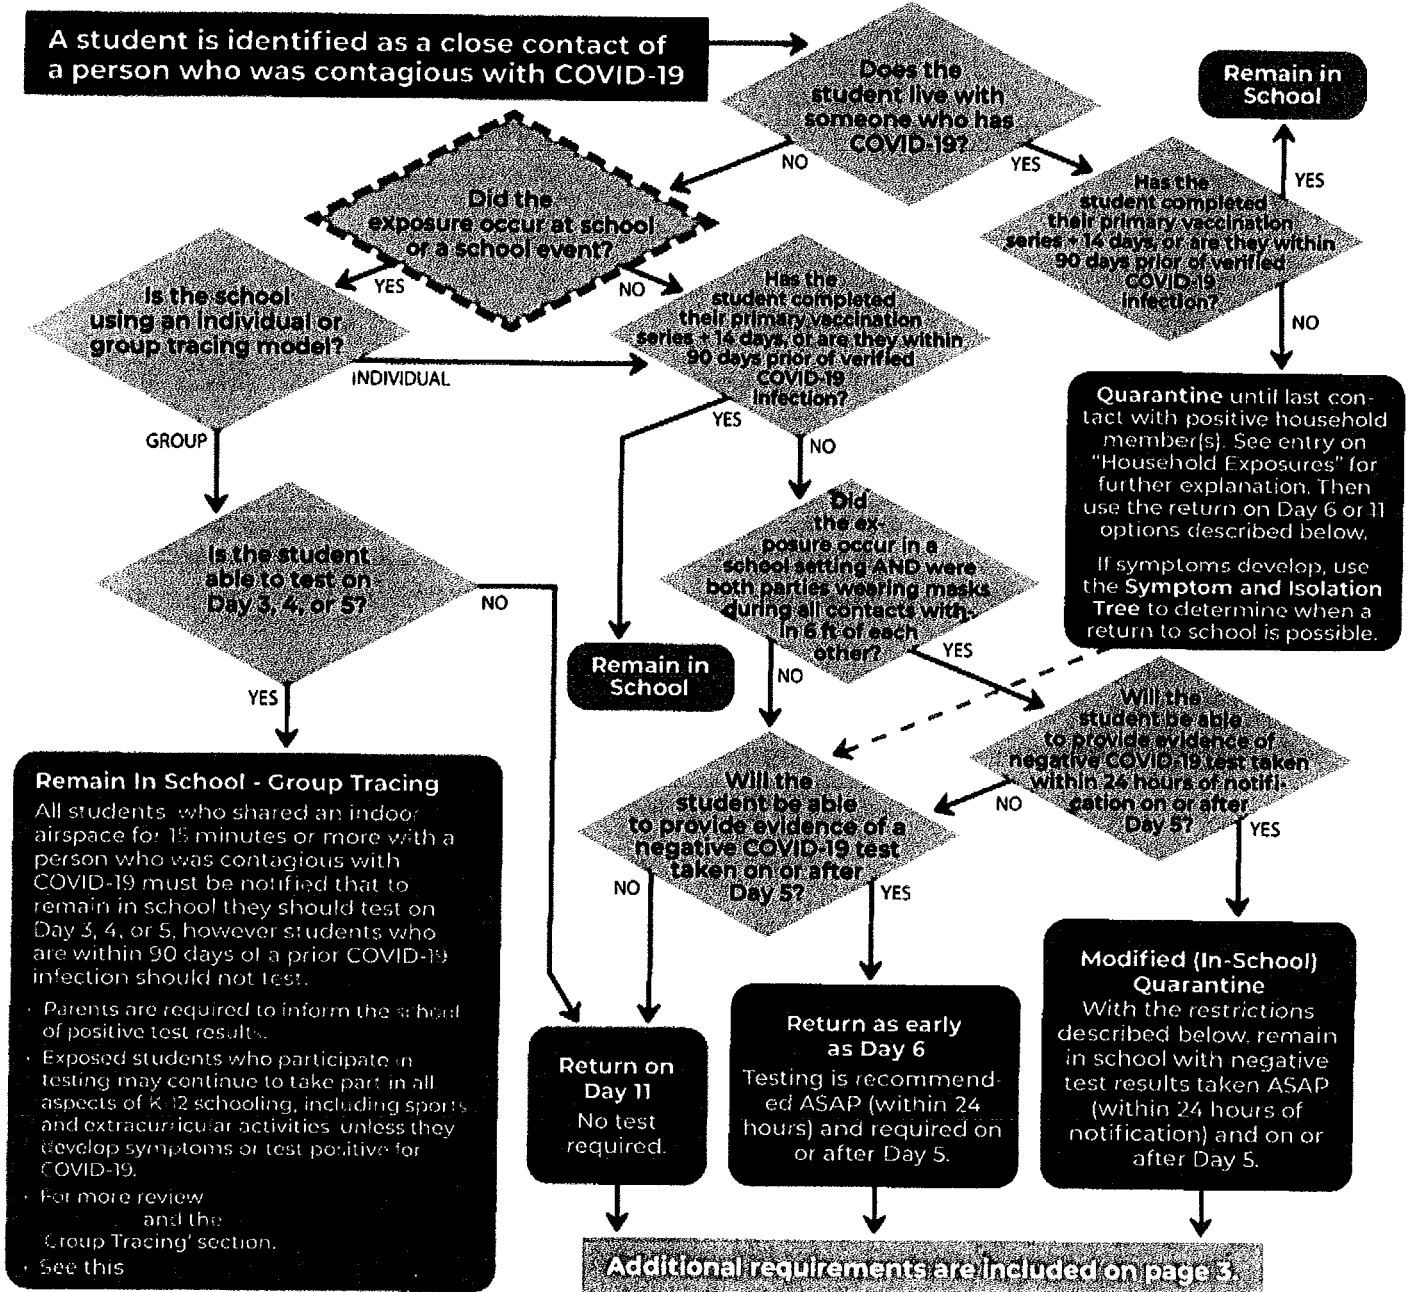 A student is identified as a close contact of
a person who was contagious with COVID-19
Does the
student live with
someone who has
COVID-19?
NO
YES
Remain in
School
YES
Has the
student completed
their primary vaccination
series + 14 days, or are they within
90 days prior of verified
COVID-19
infection?
NO
Quarantine until last con-
tact with positive household
member(s). See entry on
"Household Exposures" for
further explanation. Then
use the return on Day 6 or 11
options described below.
If symptoms develop, use
the Symptom and Isolation
Tree to determine when a
return to school is possible.
Did the
exposure occur at school
or a school event?
YES
NO
Is the school
using an individual or
group tracing model?
INDIVIDUAL
GROUP
Has the
student completed
their primary vaccination
series + 14 days, or are they within
90 days prior of verified
COVID-19
infection?
YES
NO
Remain in
School
Is the student
able to test on
Day 3, 4, or 5?
NO
YES
Did
the ex-
posure occur in a
school setting AND were
both parties wearing masks
during all contacts with-
in 6 ft of each
other?
NO
YES
Will the
student be able
to provide evidence of
negative COVID-19 test taken
within 24 hours of notifi-
cation on or after
Day 5?
NO
YES
Will the
student be able
to provide evidence of a
negative COVID-19 test
taken on or after
Day 5?
NO
YES
Remain In School - Group Tracing
All students who shared an indoor
airspace for 15 minutes or more with a
person who was contagious with
COVID-19 must be notified that to
remain in school they should test on
Day 3, 4, or 5, however students who
are within 90 days of a prior COVID-19
infection should not test.
· Parents are required to inform the school
of positive test results.
· Exposed students who participate in
testing may continue to take part in all
aspects of K-12 schooling, including sports
and extracurricular activities unless they
develop symptoms or test positive for
COVID-19.
· For more review
and the
'Group Tracing' section.
· See this
Return on
Day 11
No test
required.
Return as early
as Day 6
Testing is recommend-
ed ASAP (within 24
hours) and required on
or after Day 5.
Modified (In-School)
Quarantine
With the restrictions
described below, remain
in school with negative
test results taken ASAP
(within 24 hours of
notification) and on or
after Day 5.
Additional requirements are included on page 3.